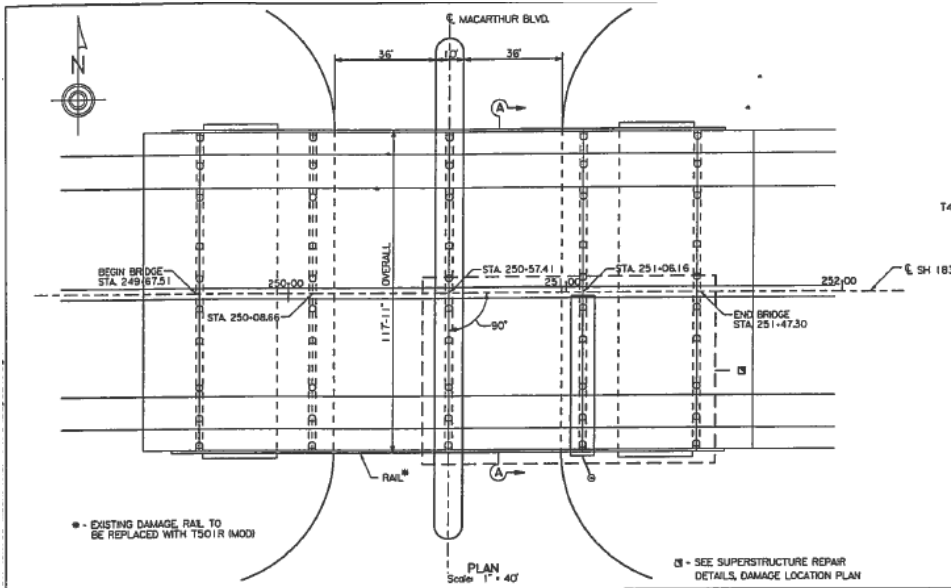 ℄ MACARTHUR BLVD.
N
36'
10'
36'
A
T4
117'-11" OVERALL
BEGIN BRIDGE
STA. 249+67.51
250+00
STA. 250+08.66
STA. 250+57.41
251+00
STA. 251+06.16
252+00
℄ SH 183
90°
END BRIDGE
STA. 251+47.30
RAIL*
A
* - EXISTING DAMAGE, RAIL TO
BE REPLACED WITH T501R (MOD)
PLAN
Scale: 1" = 40'
- SEE SUPERSTRUCTURE REPAIR
DETAILS, DAMAGE LOCATION PLAN